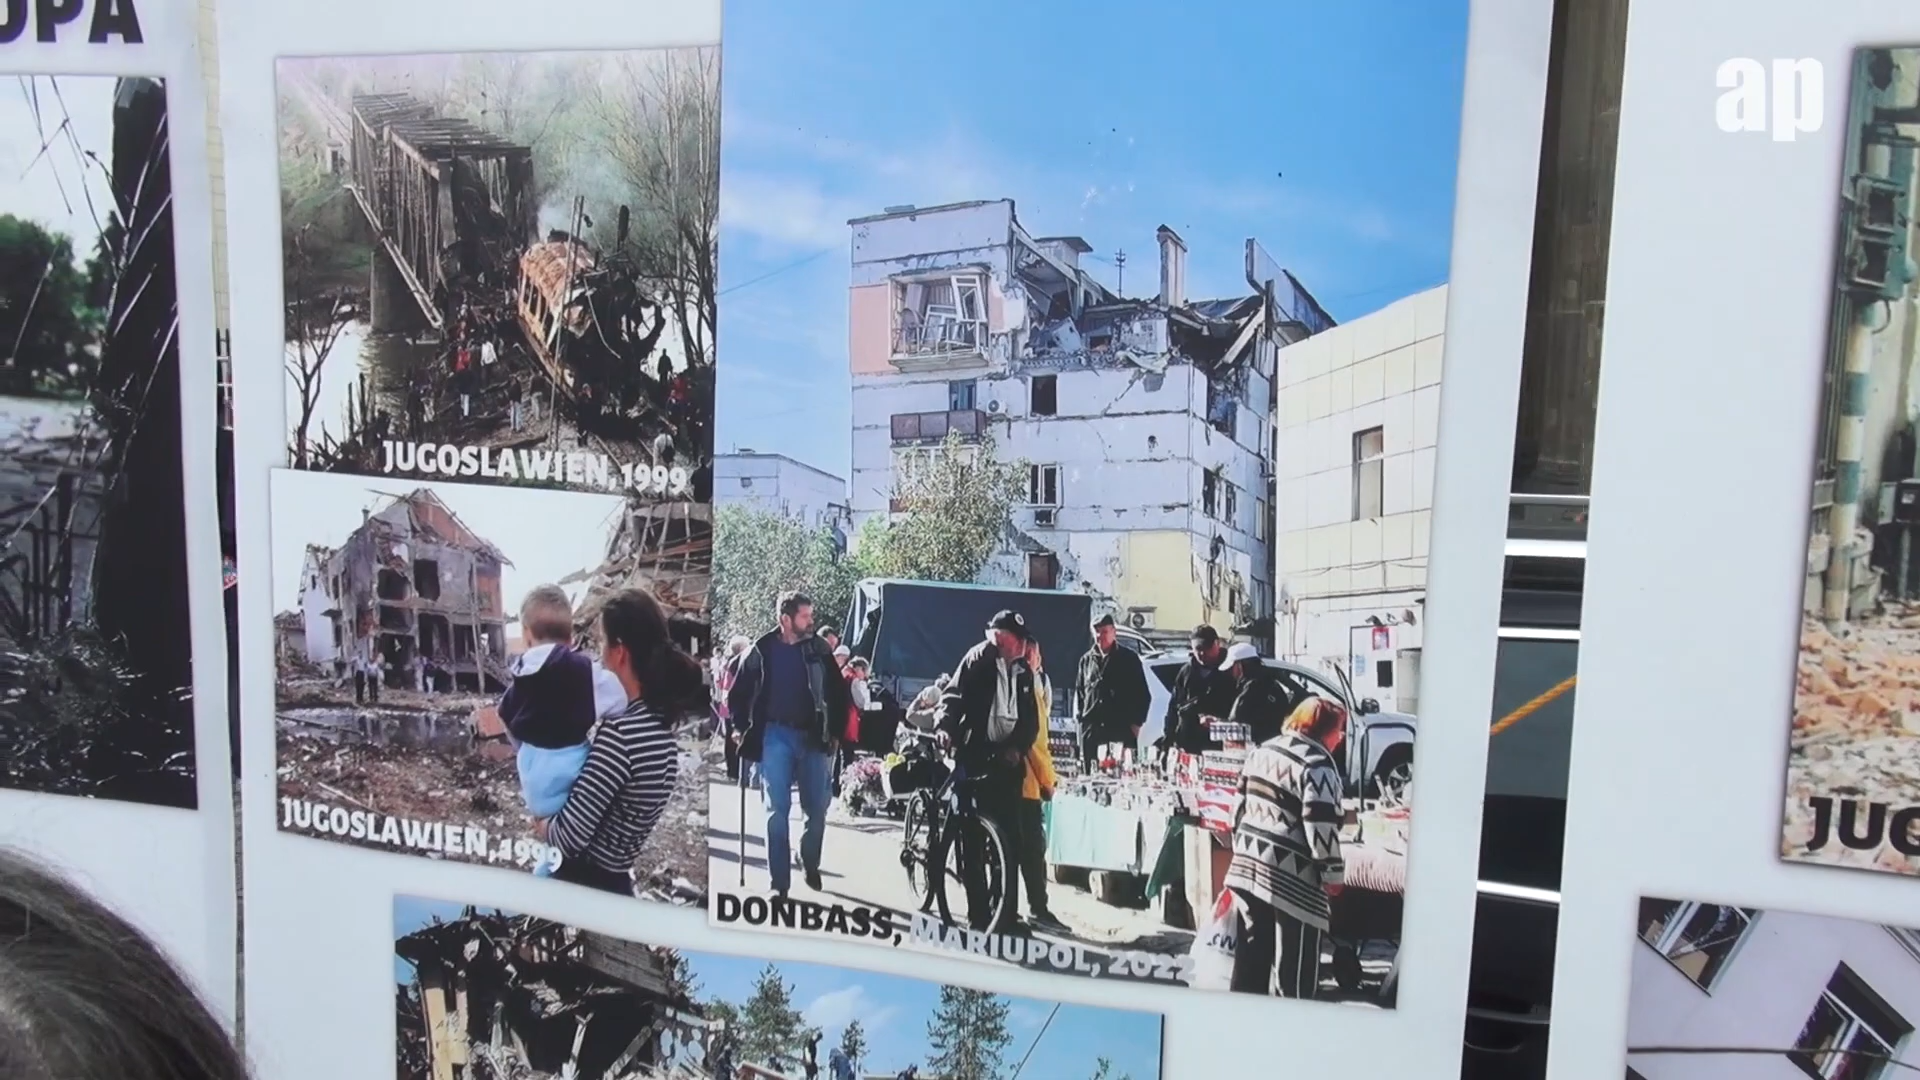 OPA
ap
JUGOSLAWIEN, 1999
JUGOSLAWIEN, 1999
DONBASS, MARIUPOL, 2022
JUG